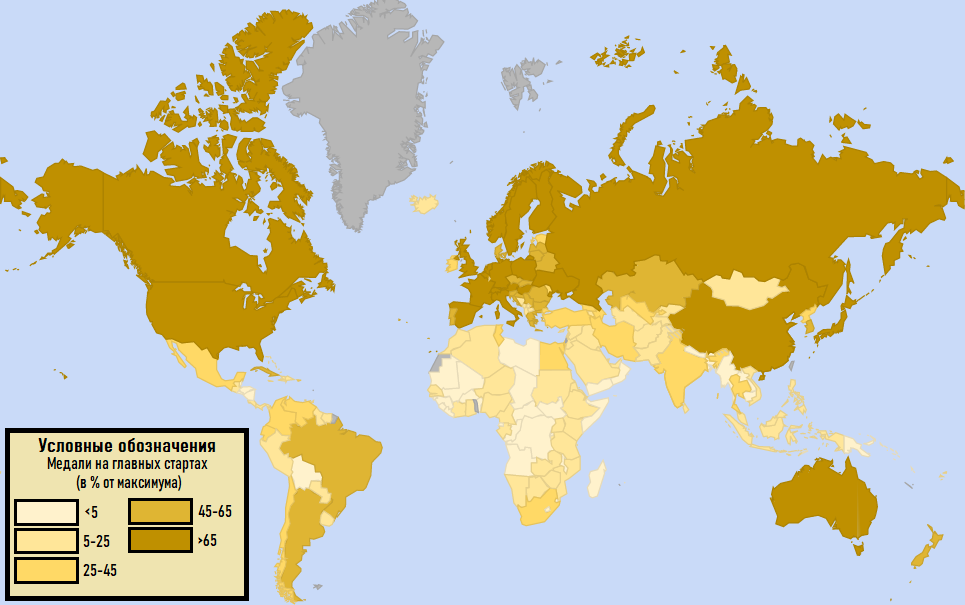 Условные обозначения
Медали на главных стартах
(в % от максимума)
<5
45-65
5-25
>65
25-45